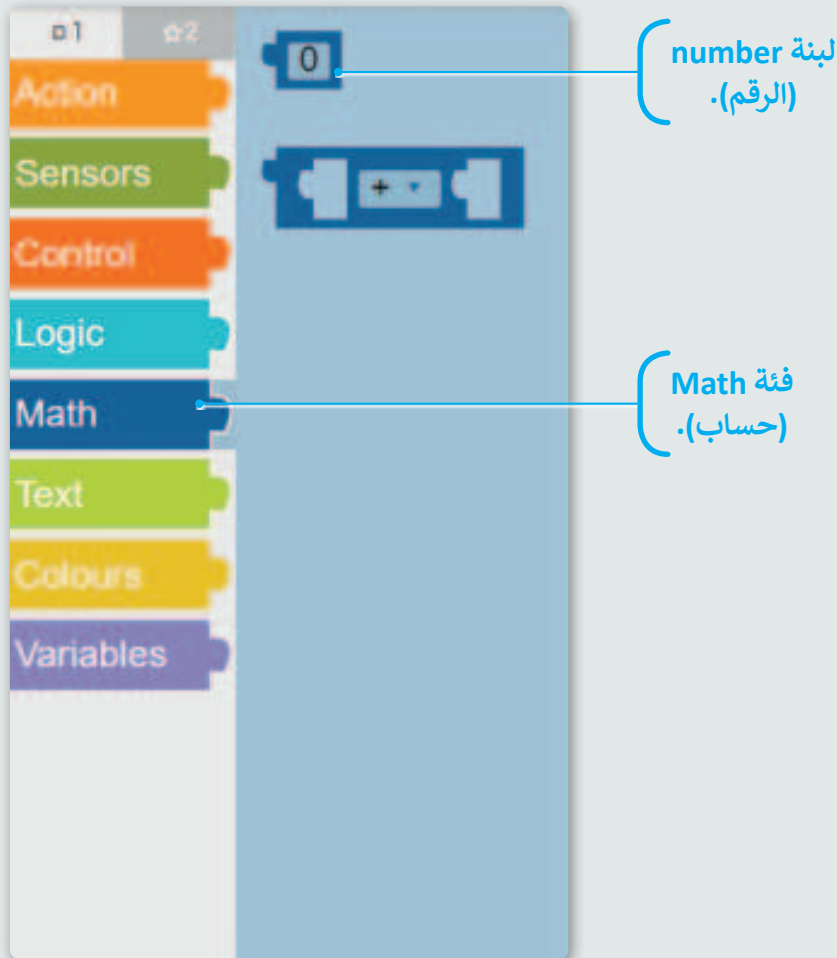 1
2
Action
Sensors
Control
Logic
Math
Text
Colours
Variables
0
+
لبنة number
(الرقم).
فئة Math
(حساب).